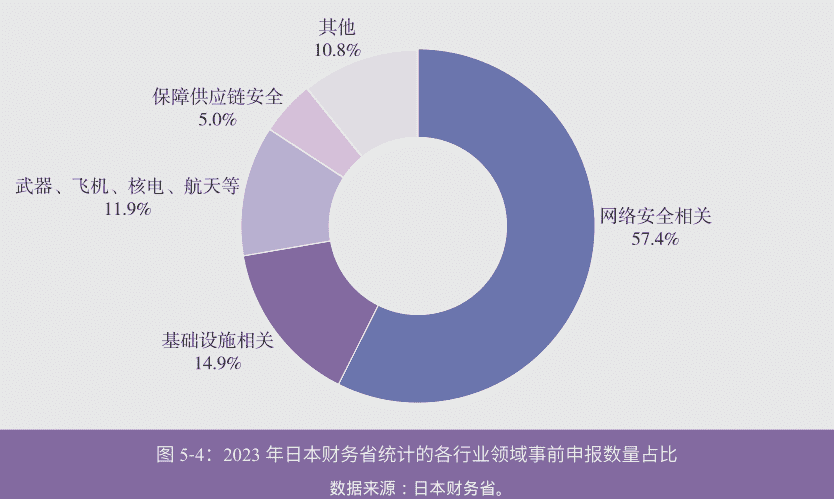 其他
10.8%
保障供应链安全
5.0%
武器、飞机、核电、航天等
11.9%
网络安全相关
57.4%
基础设施相关
14.9%
图 5-4：2023 年日本财务省统计的各行业领域事前申报数量占比
数据来源：日本财务省。